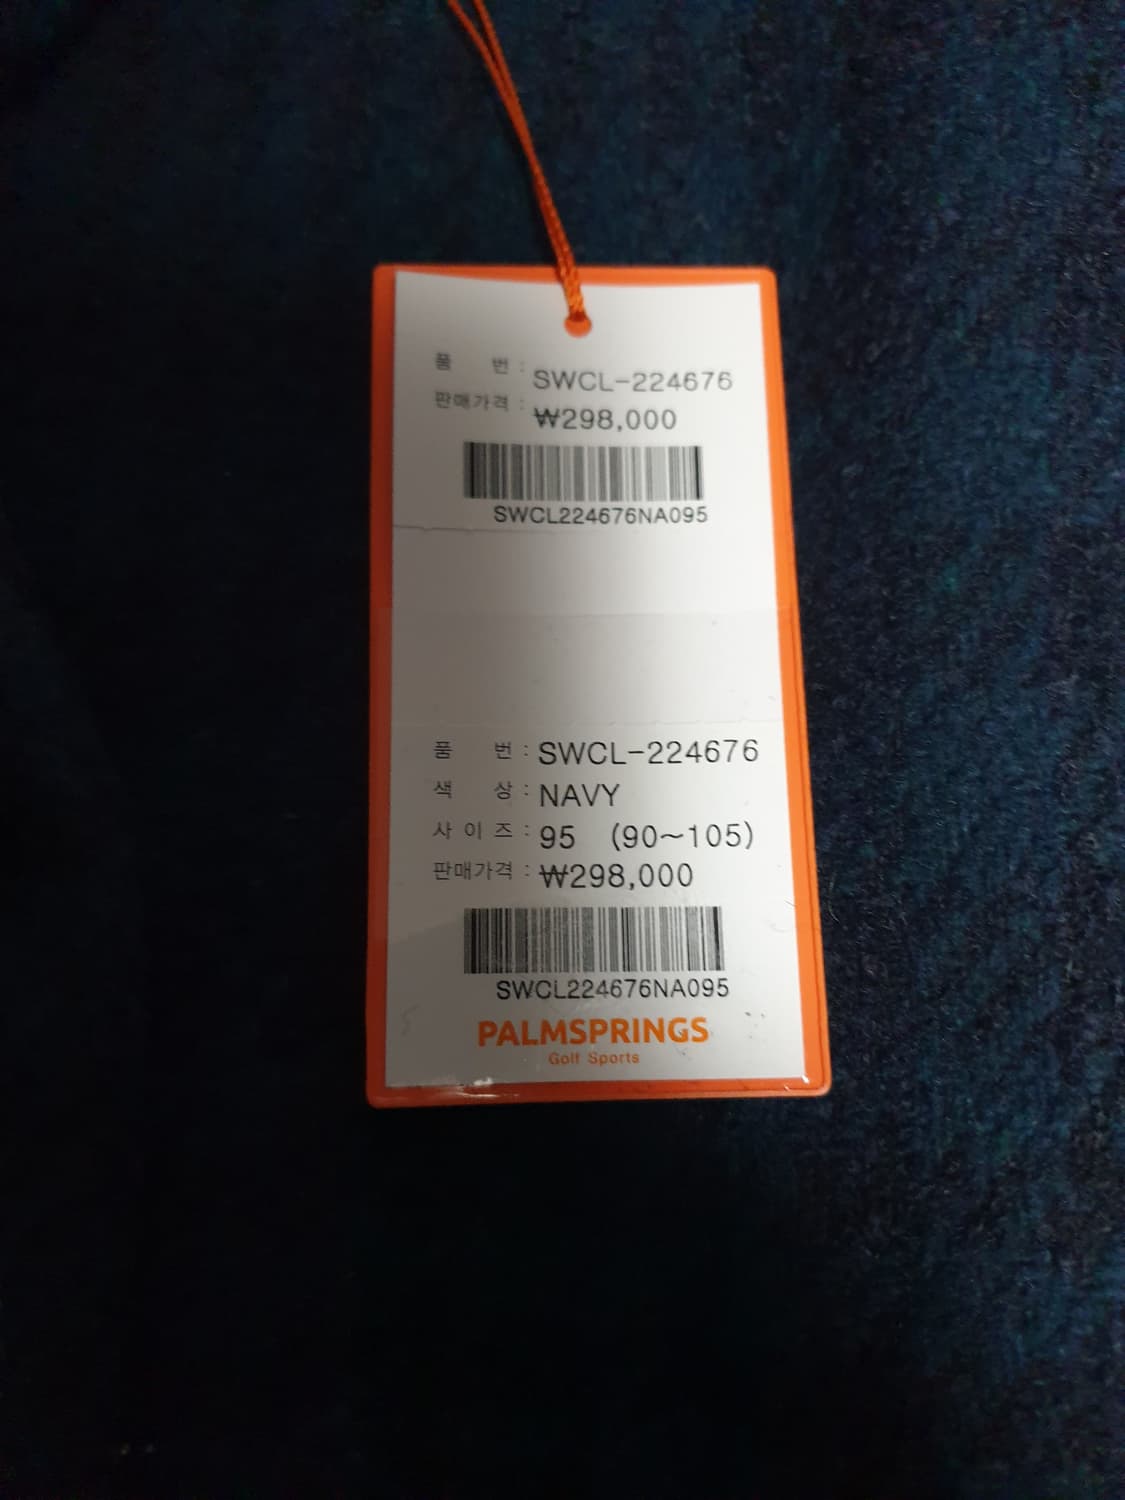 품 번 : SWCL-224676
판매가격 : ₩298,000
SWCL224676NA095
품 번 : SWCL-224676
색 상 : NAVY
사 이 즈 : 95 (90~105)
판매가격 : ₩298,000
SWCL224676NA095
PALMSPRINGS
Golf Sports